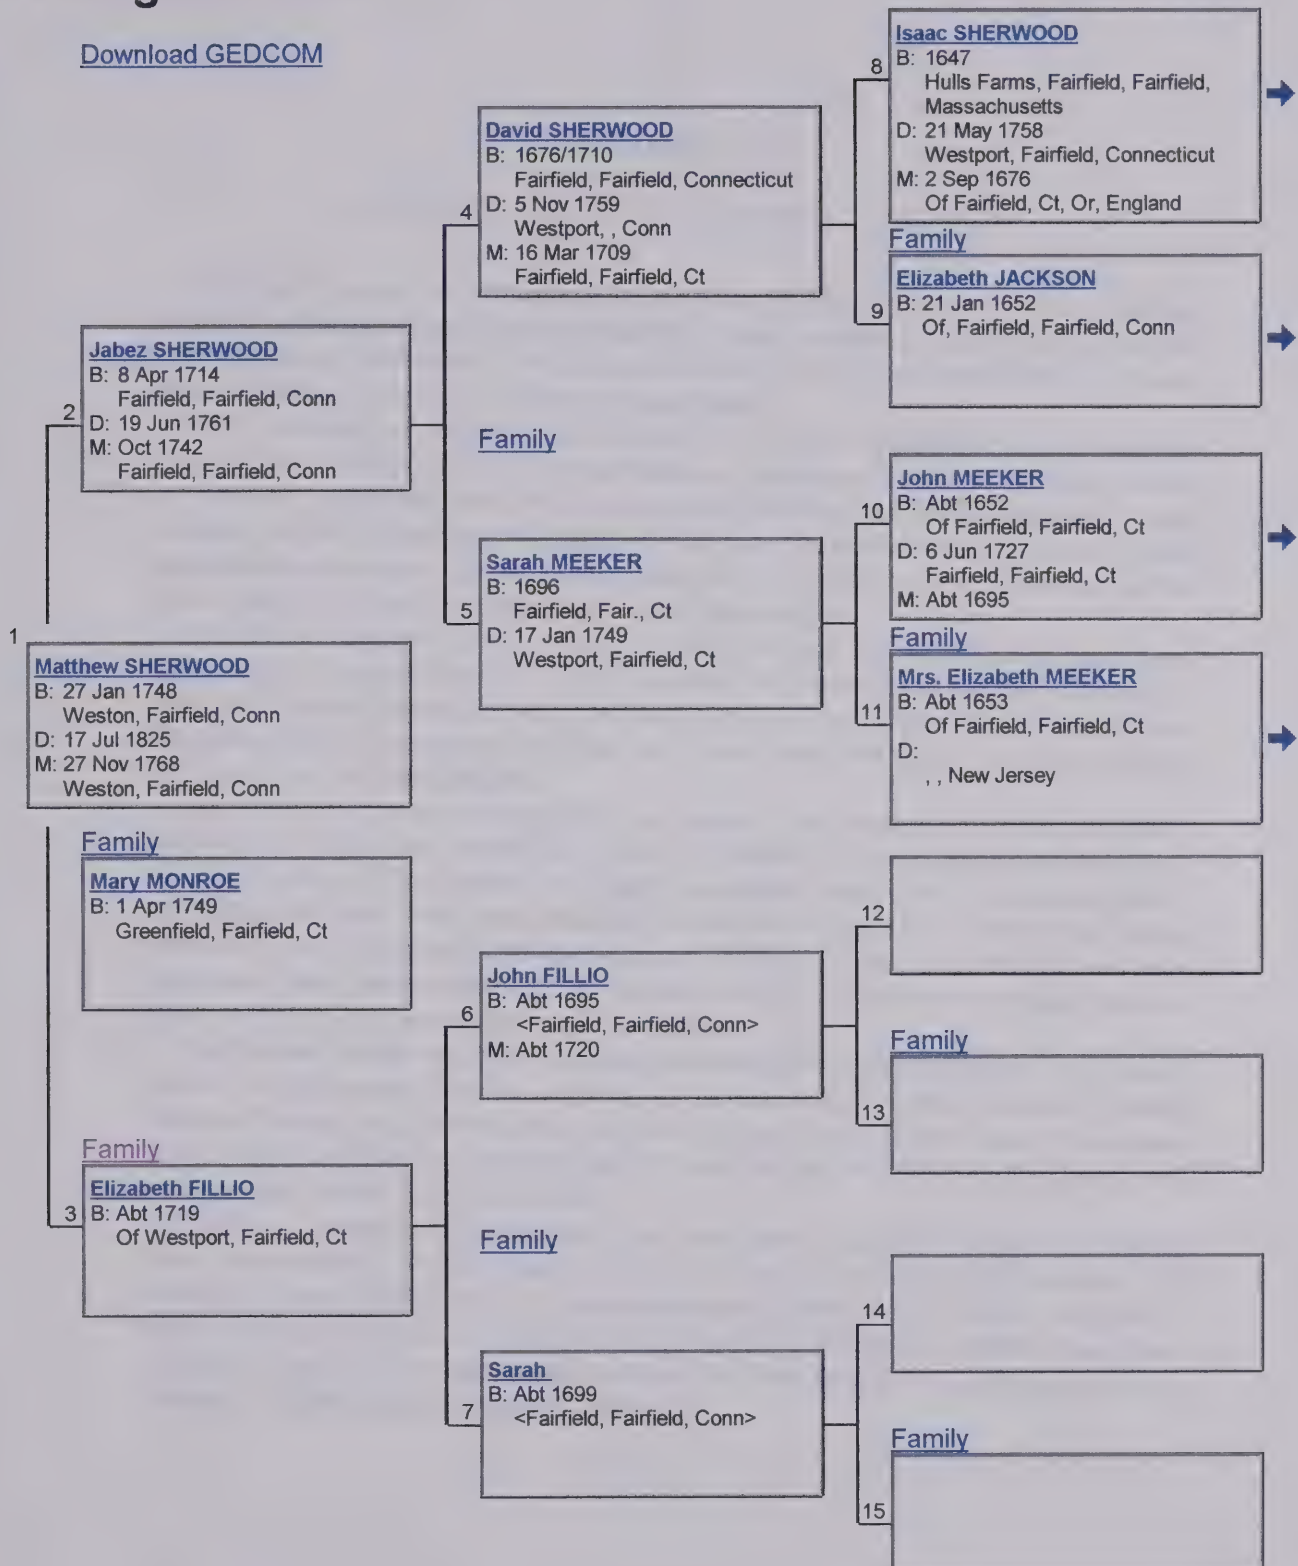 Download GEDCOM
8
Isaac SHERWOOD
B: 1647
Hulls Farms, Fairfield, Fairfield,
Massachusetts
D: 21 May 1758
Westport, Fairfield, Connecticut
M: 2 Sep 1676
Of Fairfield, Ct, Or, England
4
David SHERWOOD
B: 1676/1710
Fairfield, Fairfield, Connecticut
D: 5 Nov 1759
Westport, , Conn
M: 16 Mar 1709
Fairfield, Fairfield, Ct
Family
9
Elizabeth JACKSON
B: 21 Jan 1652
Of, Fairfield, Fairfield, Conn
2
Jabez SHERWOOD
B: 8 Apr 1714
Fairfield, Fairfield, Conn
D: 19 Jun 1761
M: Oct 1742
Fairfield, Fairfield, Conn
Family
10
John MEEKER
B: Abt 1652
Of Fairfield, Fairfield, Ct
D: 6 Jun 1727
Fairfield, Fairfield, Ct
M: Abt 1695
5
Sarah MEEKER
B: 1696
Fairfield, Fair., Ct
D: 17 Jan 1749
Westport, Fairfield, Ct
Family
11
Mrs. Elizabeth MEEKER
B: Abt 1653
Of Fairfield, Fairfield, Ct
D:
, , New Jersey
1
Matthew SHERWOOD
B: 27 Jan 1748
Weston, Fairfield, Conn
D: 17 Jul 1825
M: 27 Nov 1768
Weston, Fairfield, Conn
Family
Mary MONROE
B: 1 Apr 1749
Greenfield, Fairfield, Ct
12
6
John FILLIO
B: Abt 1695
<Fairfield, Fairfield, Conn>
M: Abt 1720
Family
13
Family
3
Elizabeth FILLIO
B: Abt 1719
Of Westport, Fairfield, Ct
Family
14
7
Sarah
B: Abt 1699
<Fairfield, Fairfield, Conn>
Family
15